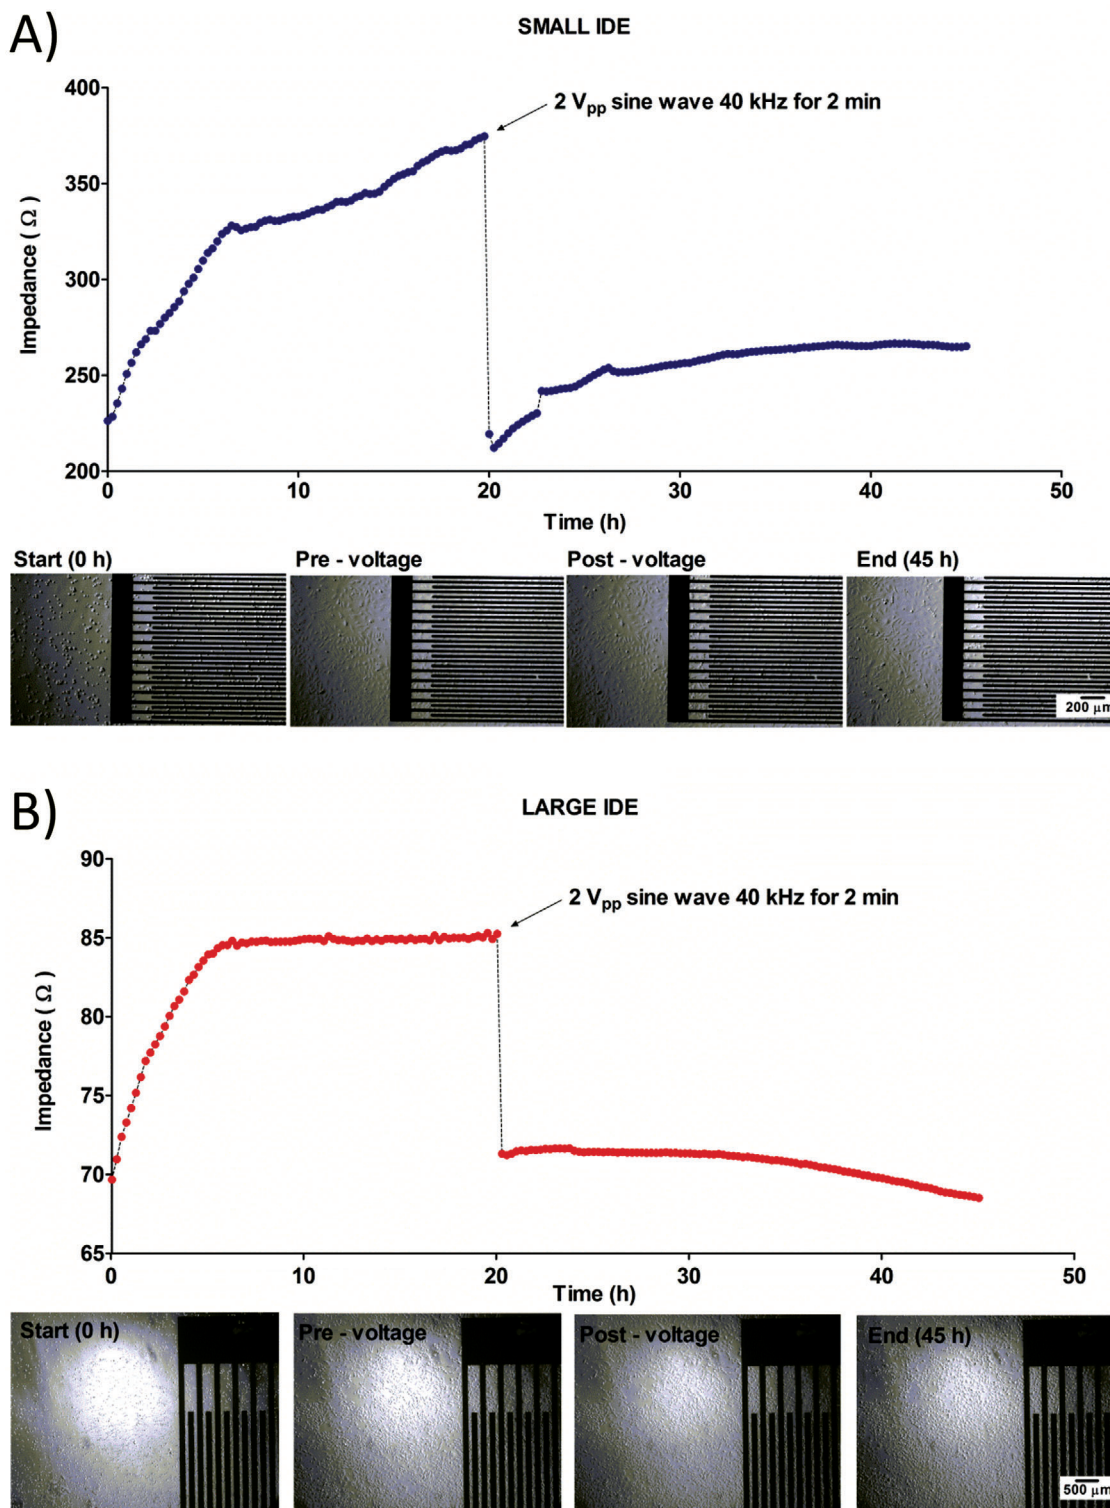 A)
SMALL IDE
400
2 Vpp sine wave 40 kHz for 2 min
350
300
250
200
Impedance ( Ω )
0 10 20 30 40 50
Time (h)
Start (0 h) Pre - voltage Post - voltage End (45 h)
200 μm
B)
LARGE IDE
90
2 Vpp sine wave 40 kHz for 2 min
85
80
75
70
65
Impedance ( Ω )
0 10 20 30 40 50
Time (h)
Start (0 h) Pre - voltage Post - voltage End (45 h)
500 μm